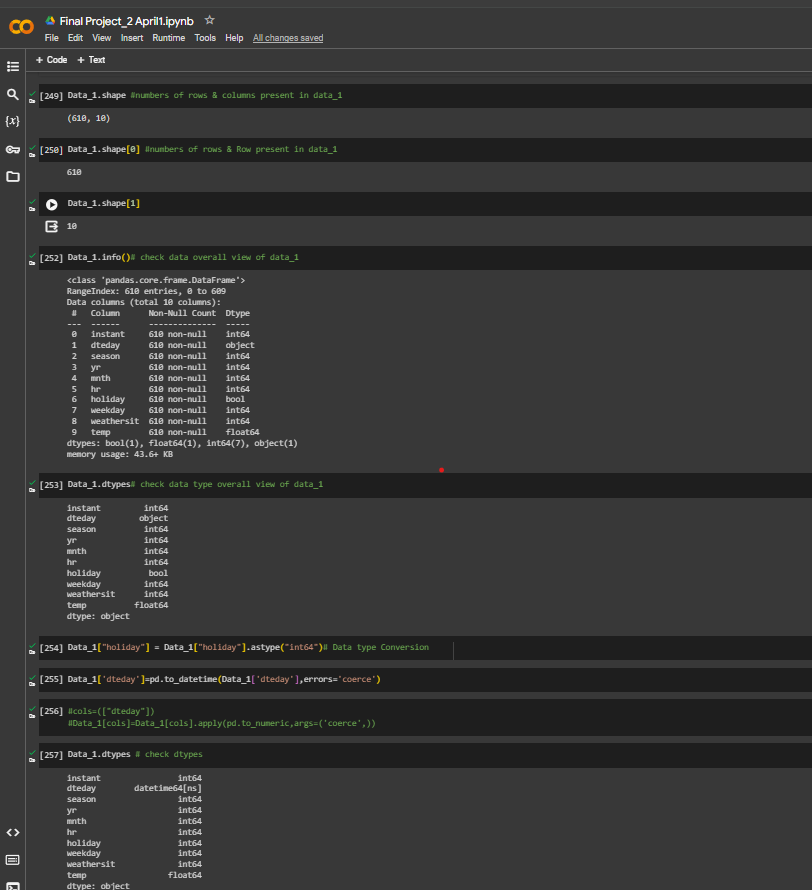 Final Project_2 April1.ipynb
File Edit View Insert Runtime Tools Help All changes saved
+ Code + Text
[249] Data_1.shape #numbers of rows & columns present in data_1
(610, 10)
[250] Data_1.shape[0] #numbers of rows & Row present in data_1
610
Data_1.shape[1]
10
[252] Data_1.info()# check data overall view of data_1
<class 'pandas.core.frame.DataFrame'>
RangeIndex: 610 entries, 0 to 609
Data columns (total 10 columns):
# Column Non-Null Count Dtype
--- ------ -------------- -----
0 instant 610 non-null int64
1 dteday 610 non-null object
2 season 610 non-null int64
3 yr 610 non-null int64
4 mnth 610 non-null int64
5 hr 610 non-null int64
6 holiday 610 non-null bool
7 weekday 610 non-null int64
8 weathersit 610 non-null int64
9 temp 610 non-null float64
dtypes: bool(1), float64(1), int64(7), object(1)
memory usage: 43.6+ KB
[253] Data_1.dtypes# check data type overall view of data_1
instant int64
dteday object
season int64
yr int64
mnth int64
hr int64
holiday bool
weekday int64
weathersit int64
temp float64
dtype: object
[254] Data_1["holiday"] = Data_1["holiday"].astype("int64")# Data type Conversion
[255] Data_1['dteday']=pd.to_datetime(Data_1['dteday'],errors='coerce')
[256] #cols=(["dteday"])
#Data_1[cols]=Data_1[cols].apply(pd.to_numeric,args=('coerce',))
[257] Data_1.dtypes # check dtypes
instant int64
dteday datetime64[ns]
season int64
yr int64
mnth int64
hr int64
holiday int64
weekday int64
weathersit int64
temp float64
dtype: object